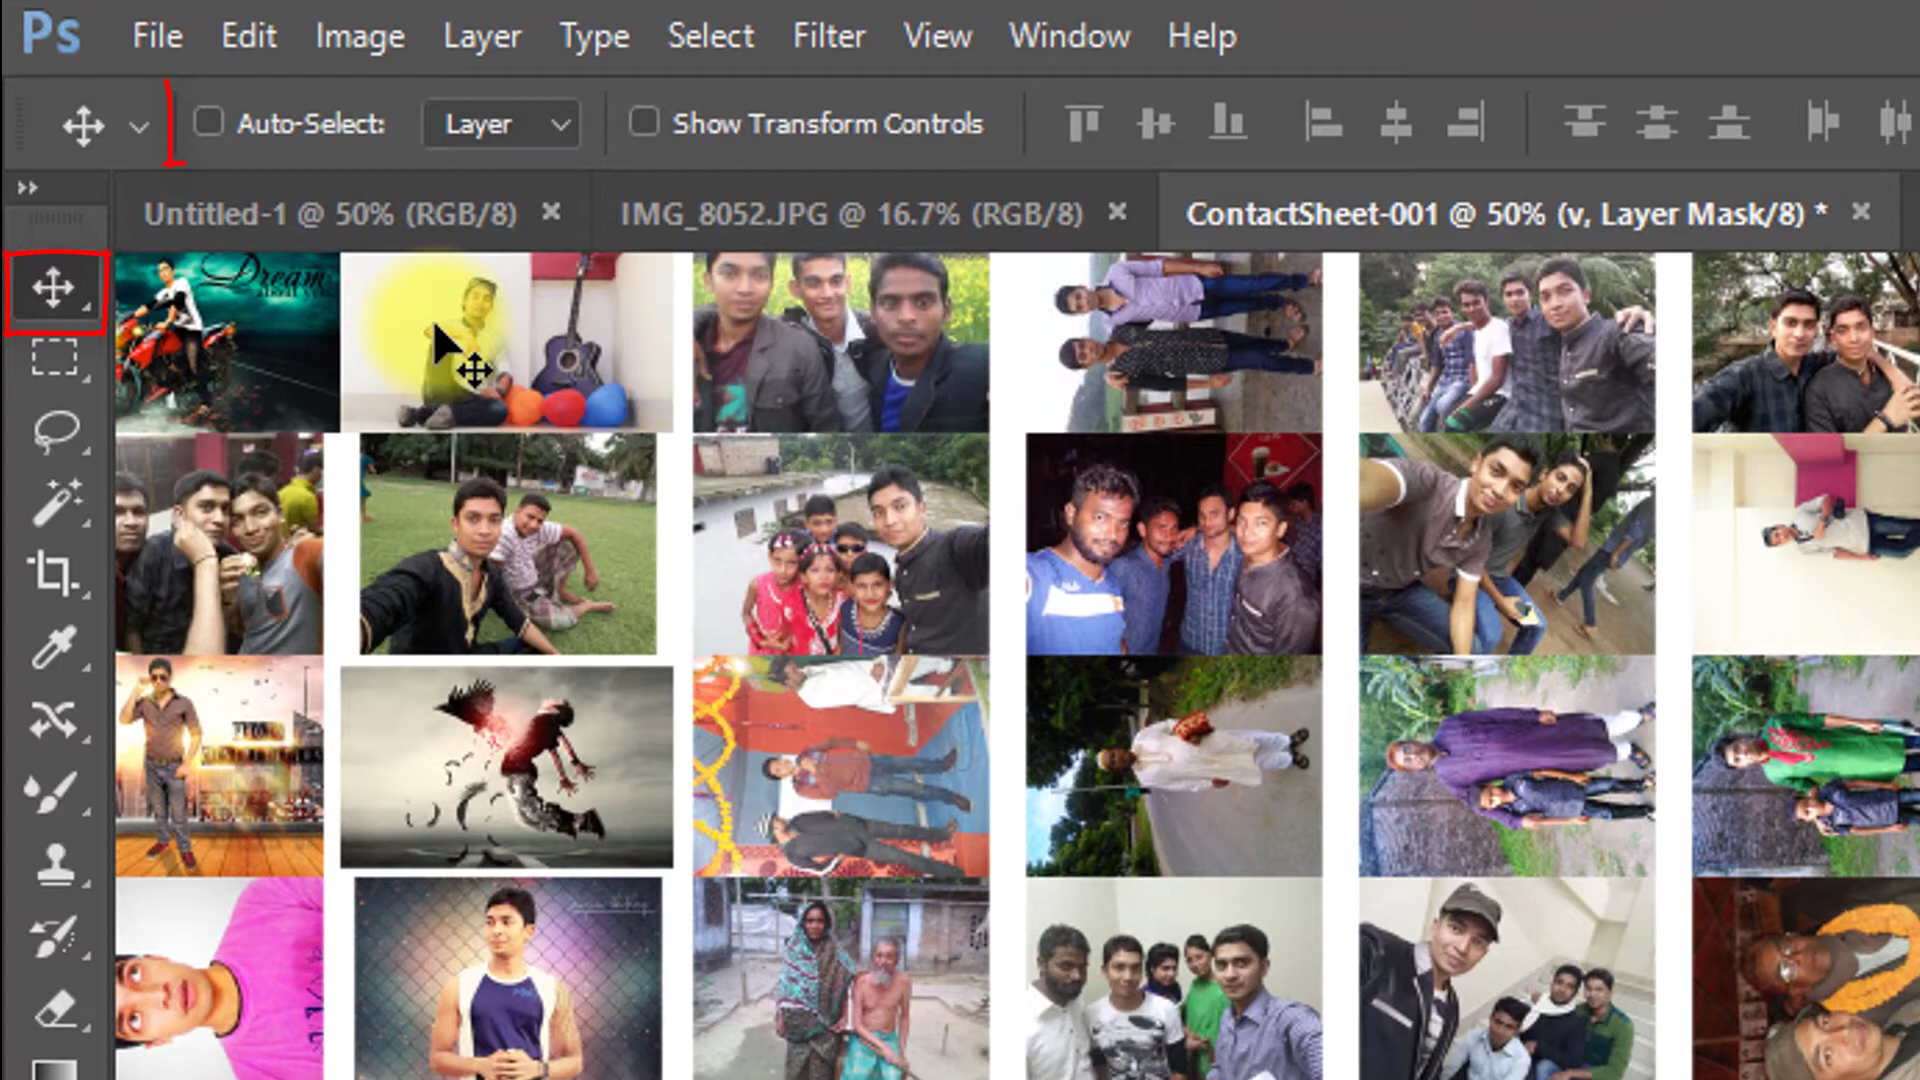 Ps File Edit Image Layer Type Select Filter View Window Help
Auto-Select: Layer Show Transform Controls
Untitled-1 @ 50% (RGB/8) × IMG_8052.JPG @ 16.7% (RGB/8) × ContactSheet-001 @ 50% (v, Layer Mask/8) * ×
Dream